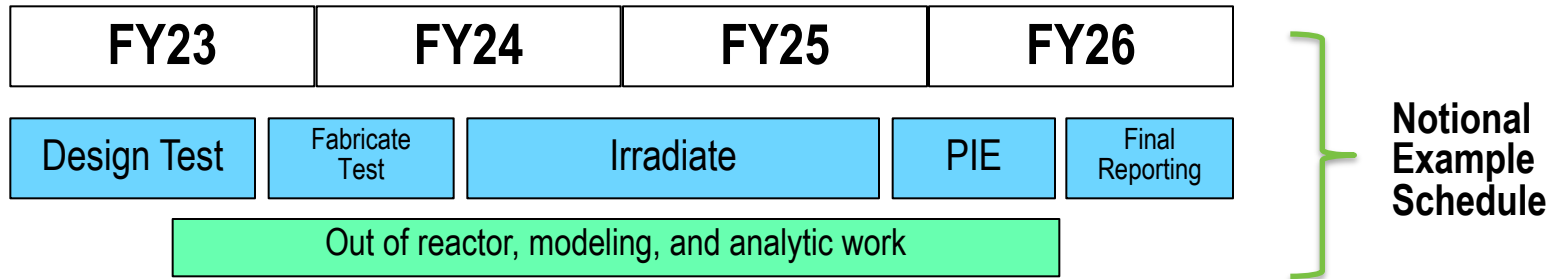 FY23 FY24 FY25 FY26
Design Test
Fabricate
Test
Irradiate
PIE
Final
Reporting
Out of reactor, modeling, and analytic work
Notional
Example
Schedule